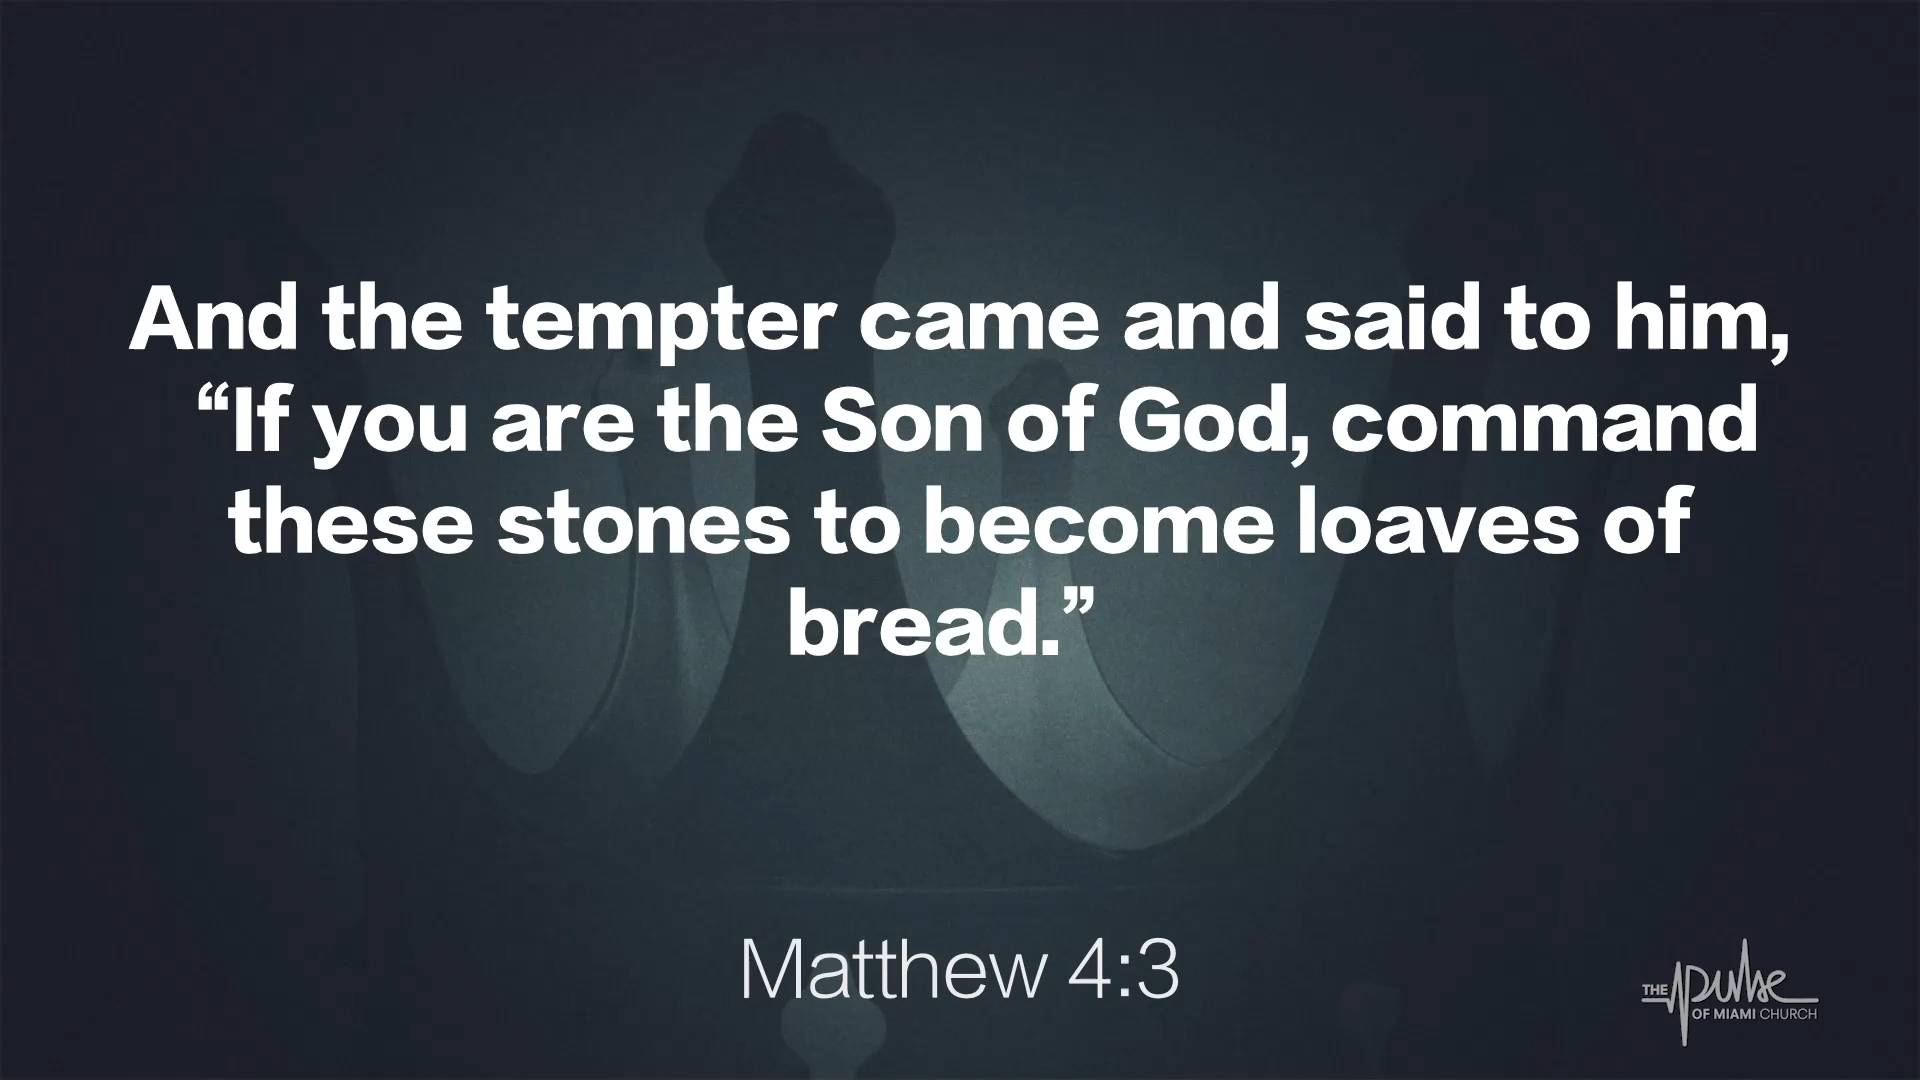 And the tempter came and said to him,
“If you are the Son of God, command
these stones to become loaves of
bread.”
Matthew 4:3
THE pulse
OF MIAMI CHURCH